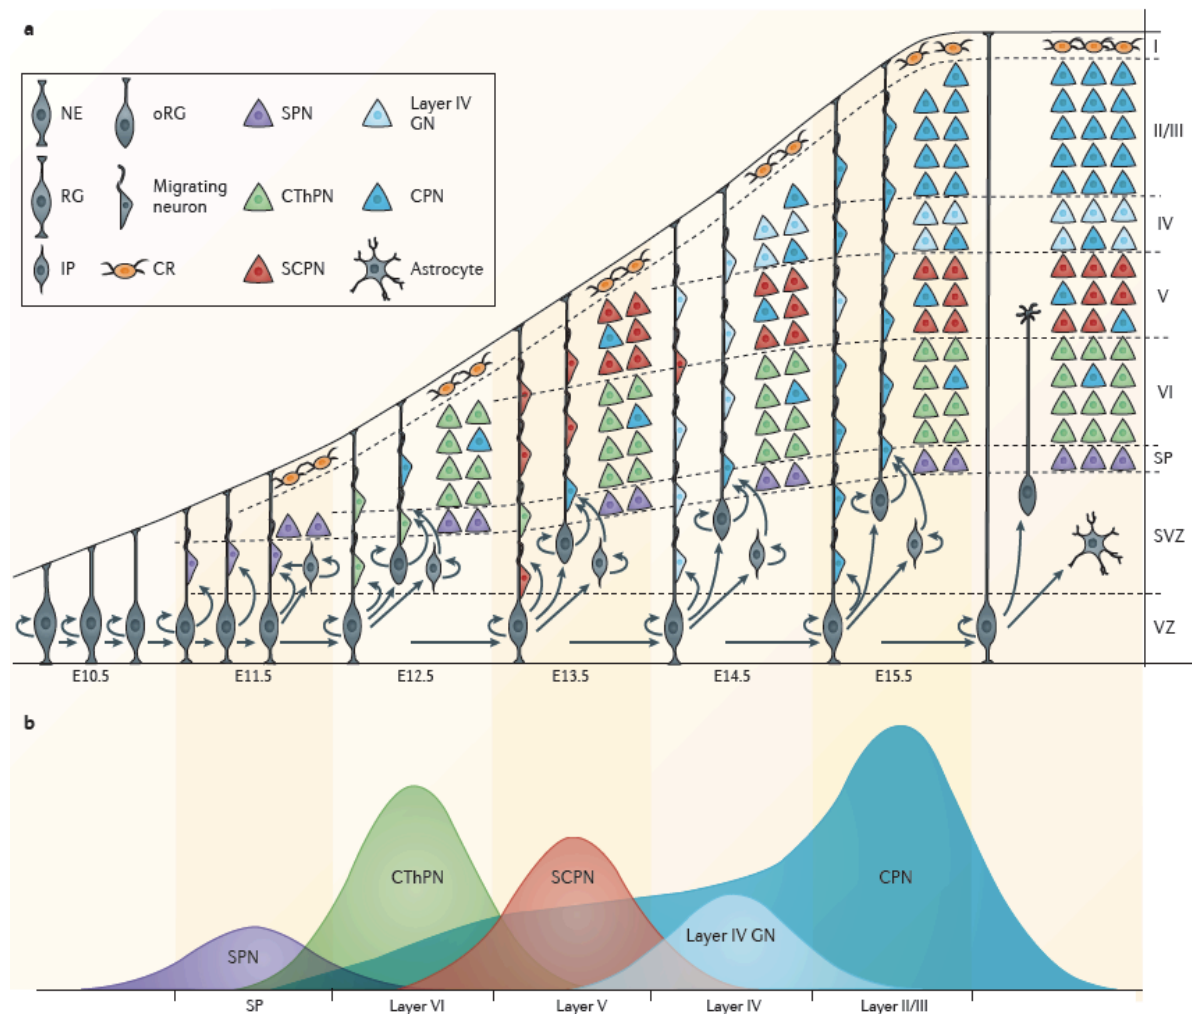 a
NE
oRG
SPN
Layer IV
GN
RG
Migrating
neuron
CThPN
CPN
IP
CR
SCPN
Astrocyte
I
II/III
IV
V
VI
SP
SVZ
VZ
E10.5
E11.5
E12.5
E13.5
E14.5
E15.5
b
CThPN
SCPN
CPN
Layer IV GN
SPN
SP
Layer VI
Layer V
Layer IV
Layer II/III